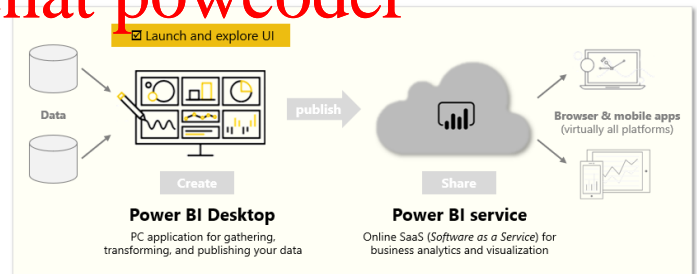 hat powcoder
☑ Launch and explore UI
Data
publish
Browser & mobile apps
(virtually all platforms)
Create
Share
Power BI Desktop
Power BI service
PC application for gathering,
transforming, and publishing your data
Online SaaS (Software as a Service) for
business analytics and visualization